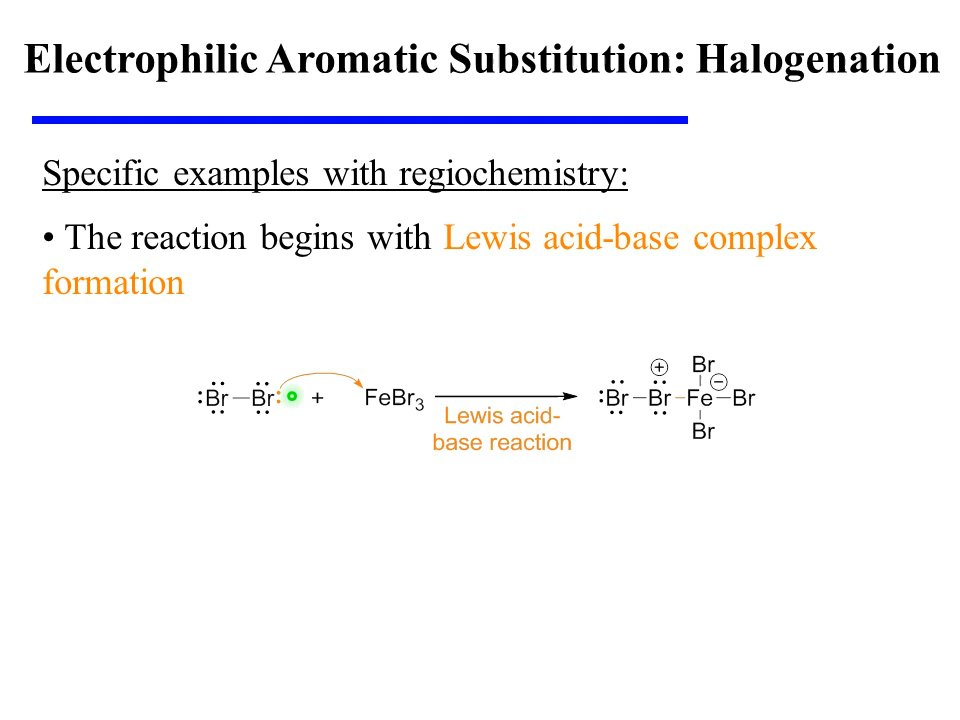 Electrophilic Aromatic Substitution: Halogenation
Specific examples with regiochemistry:
• The reaction begins with Lewis acid-base complex
formation
Br Br + FeBr3
Lewis acid-
base reaction
Br
+ −
Br Br Fe Br
Br